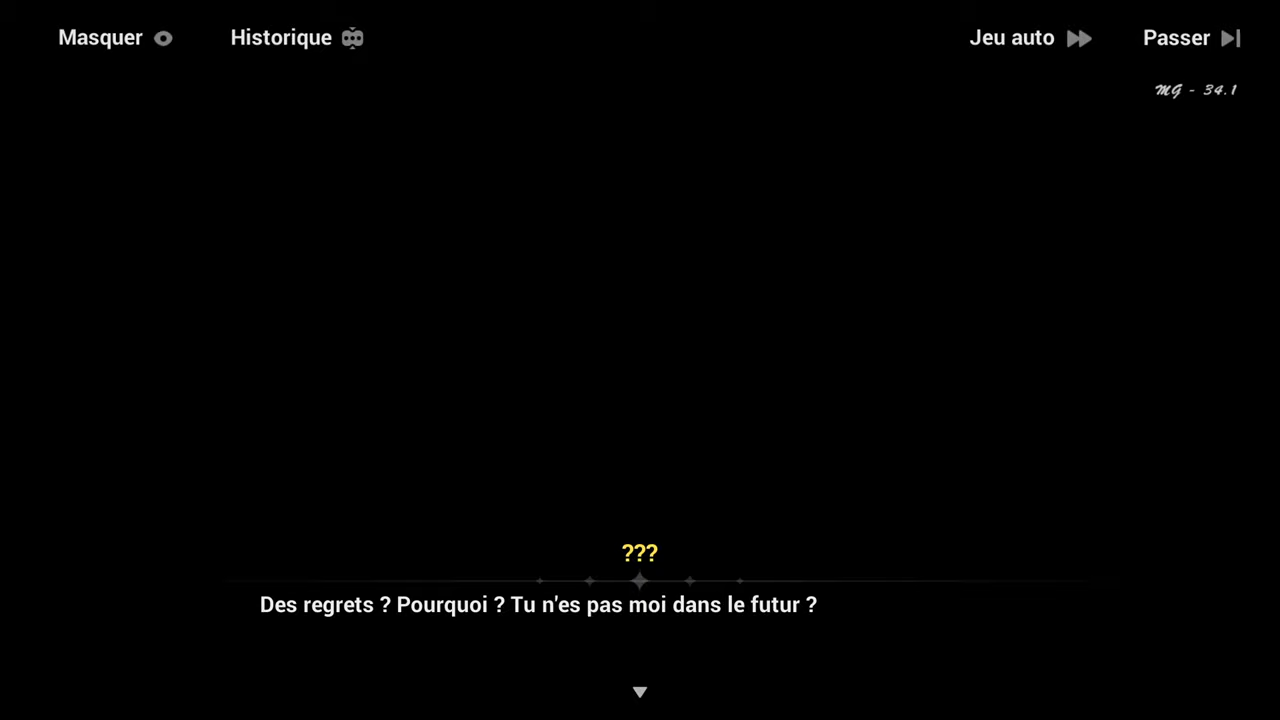 Masquer
Historique
Jeu auto
Passer
MG - 34.1
???
Des regrets ? Pourquoi ? Tu n'es pas moi dans le futur ?